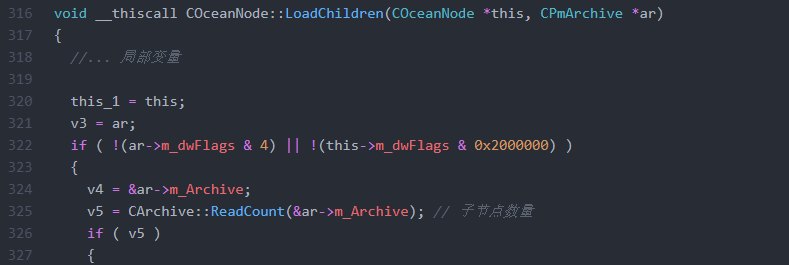 316 void __thiscall COceanNode::LoadChildren(COceanNode *this, CPmArchive *ar)
317 {
318   //... 局部变量
319
320   this_1 = this;
321   v3 = ar;
322   if ( !(ar->m_dwFlags & 4) || !(this->m_dwFlags & 0x2000000) )
323   {
324     v4 = &ar->m_Archive;
325     v5 = CArchive::ReadCount(&ar->m_Archive); // 子节点数量
326     if ( v5 )
327     {